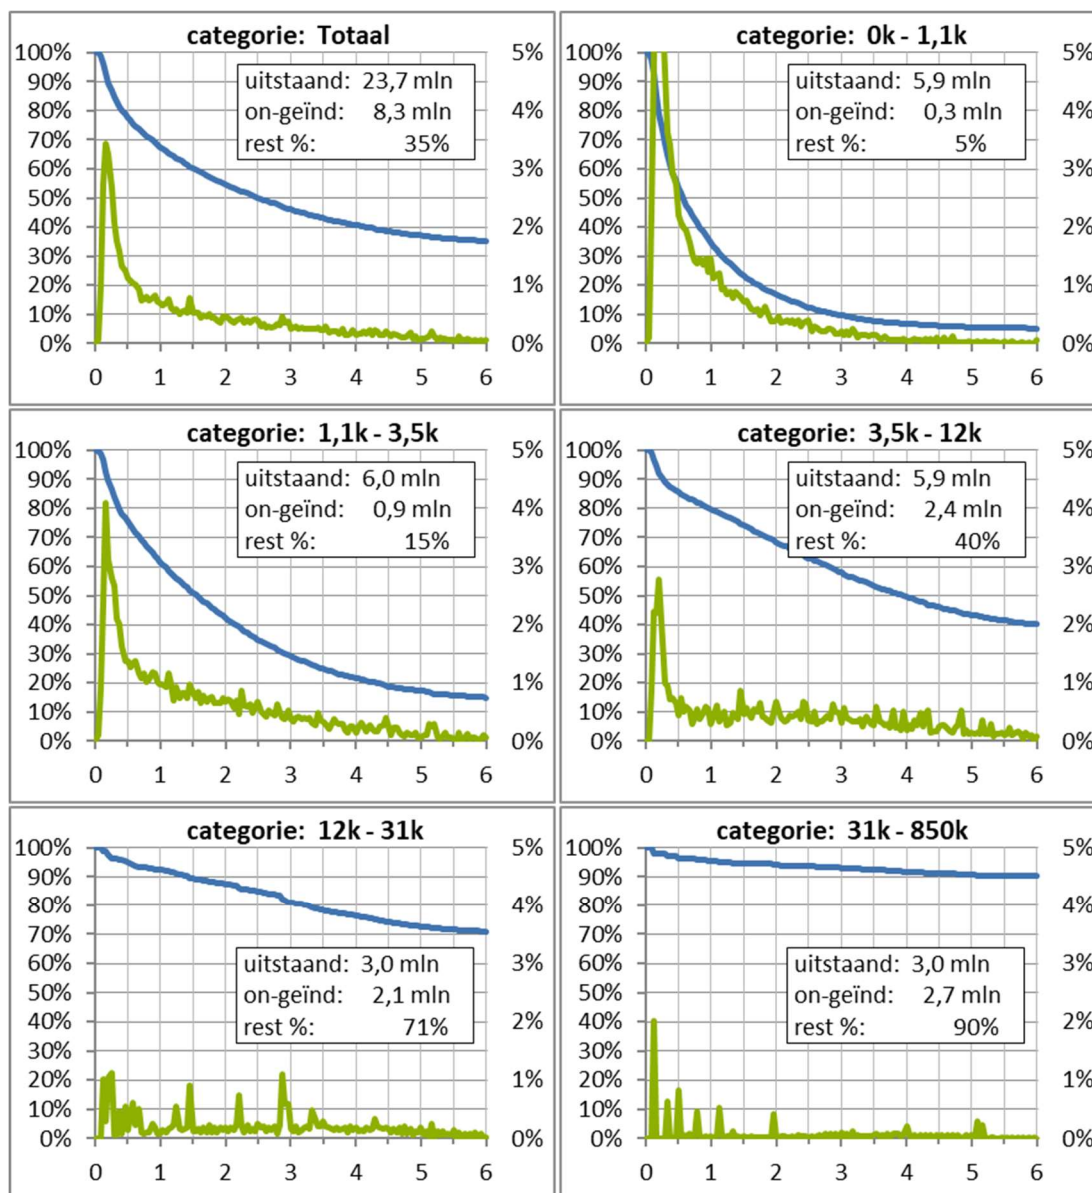 categorie: Totaal
100% 5%
90%
80% 4%
70%
60% 3%
50%
40% 2%
30%
20% 1%
10%
0% 0%
uitstaand: 23,7 mln
on-geïnd: 8,3 mln
rest %: 35%
0 1 2 3 4 5 6
categorie: 0k - 1,1k
100% 5%
90%
80% 4%
70%
60% 3%
50%
40% 2%
30%
20% 1%
10%
0% 0%
uitstaand: 5,9 mln
on-geïnd: 0,3 mln
rest %: 5%
0 1 2 3 4 5 6
categorie: 1,1k - 3,5k
100% 5%
90%
80% 4%
70%
60% 3%
50%
40% 2%
30%
20% 1%
10%
0% 0%
uitstaand: 6,0 mln
on-geïnd: 0,9 mln
rest %: 15%
0 1 2 3 4 5 6
categorie: 3,5k - 12k
100% 5%
90%
80% 4%
70%
60% 3%
50%
40% 2%
30%
20% 1%
10%
0% 0%
uitstaand: 5,9 mln
on-geïnd: 2,4 mln
rest %: 40%
0 1 2 3 4 5 6
categorie: 12k - 31k
100% 5%
90%
80% 4%
70%
60% 3%
50%
40% 2%
30%
20% 1%
10%
0% 0%
uitstaand: 3,0 mln
on-geïnd: 2,1 mln
rest %: 71%
0 1 2 3 4 5 6
categorie: 31k - 850k
100% 5%
90%
80% 4%
70%
60% 3%
50%
40% 2%
30%
20% 1%
10%
0% 0%
uitstaand: 3,0 mln
on-geïnd: 2,7 mln
rest %: 90%
0 1 2 3 4 5 6